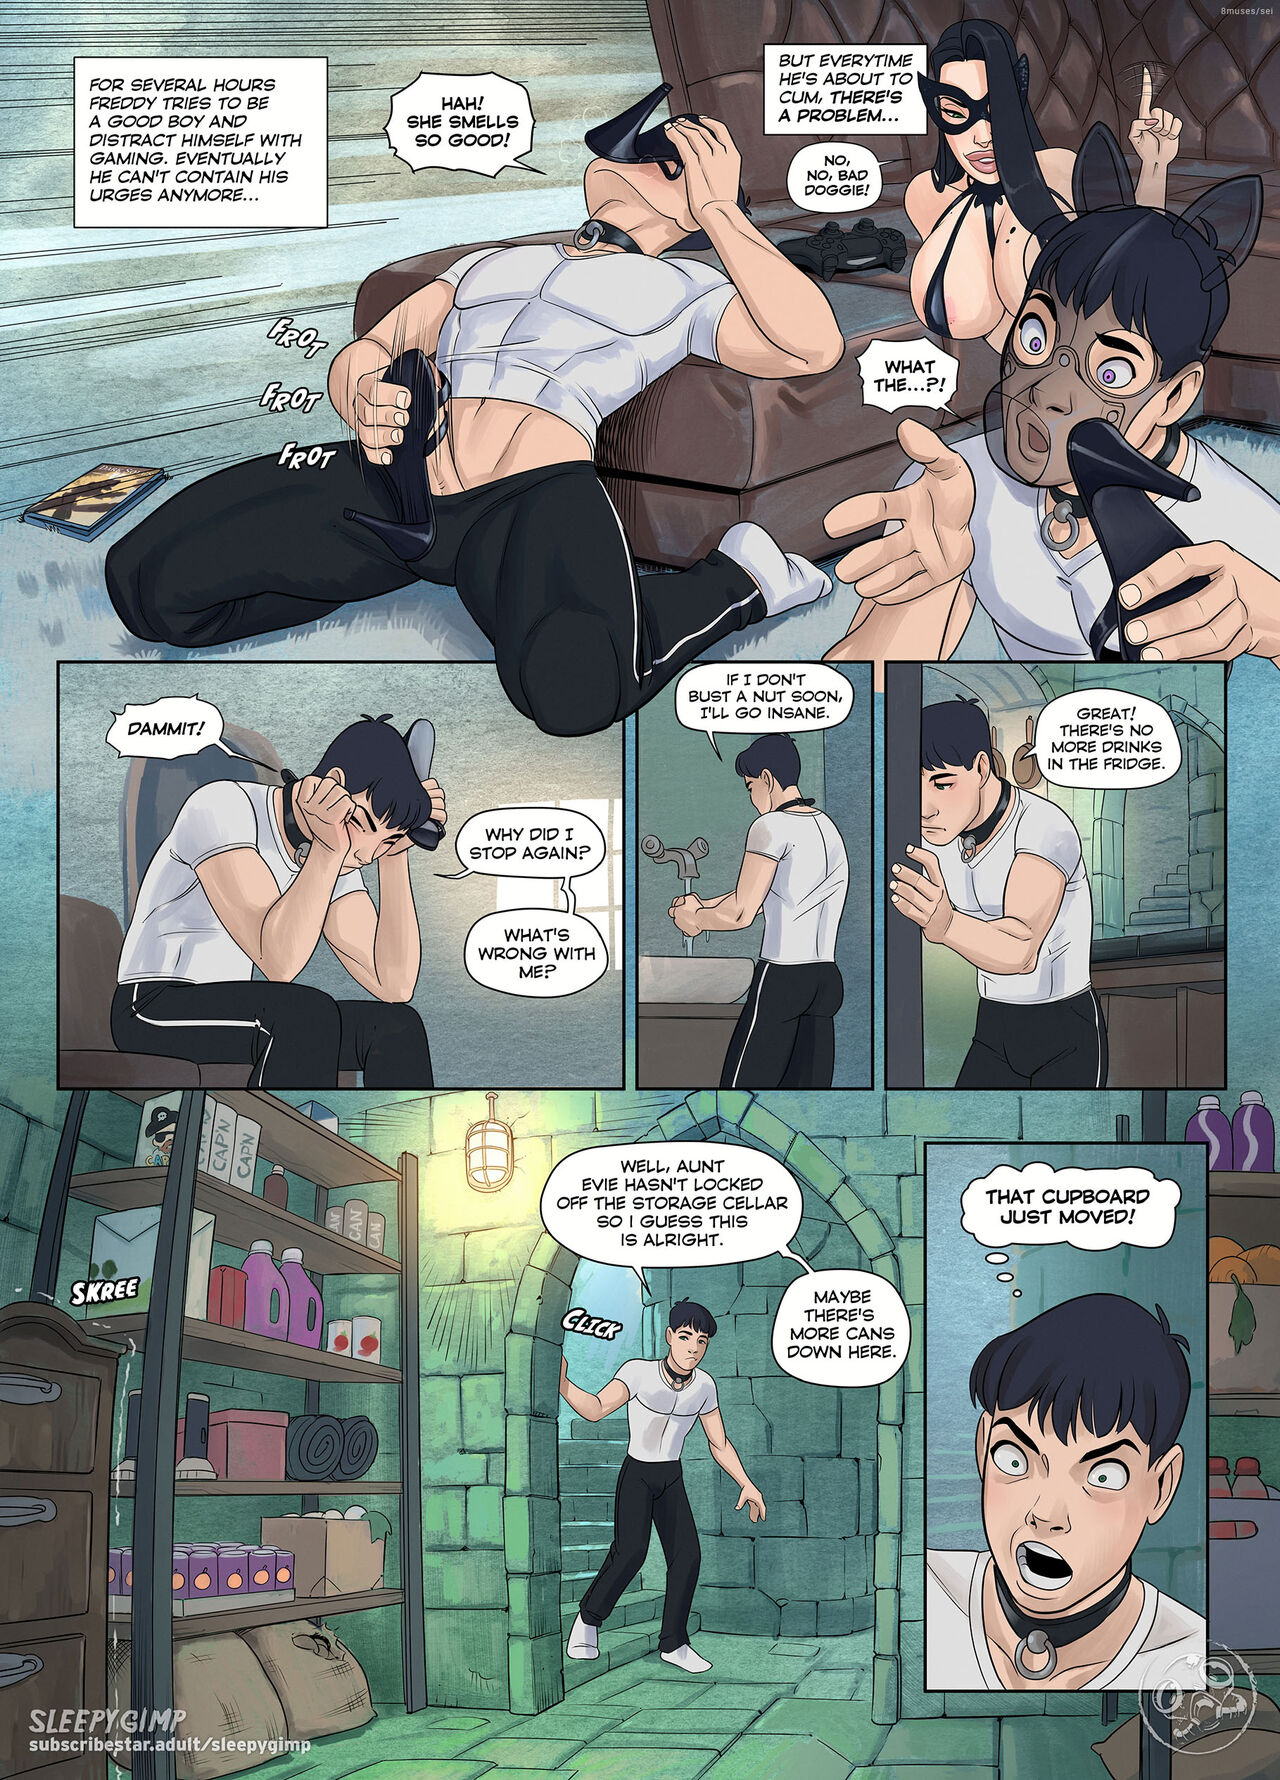 8muses/sei
FOR SEVERAL HOURS
FREDDY TRIES TO BE
A GOOD BOY AND
DISTRACT HIMSELF WITH
GAMING. EVENTUALLY
HE CAN'T CONTAIN HIS
URGES ANYMORE...
HAH!
SHE SMELLS
SO GOOD!
BUT EVERYTIME
HE'S ABOUT TO
CUM, THERE'S
A PROBLEM...
NO,
NO, BAD
DOGGIE!
FROT
FROT
FROT
WHAT
THE...?!
DAMMIT!
WHY DID I
STOP AGAIN?
WHAT'S
WRONG WITH
ME?
IF I DON'T
BUST A NUT SOON,
I'LL GO INSANE.
GREAT!
THERE'S NO
MORE DRINKS
IN THE FRIDGE.
CAPN
CAPN
CAPN
CAN
CAN
SKREE
CLICK
WELL, AUNT
EVIE HASN'T LOCKED
OFF THE STORAGE CELLAR
SO I GUESS THIS
IS ALRIGHT.
MAYBE
THERE'S
MORE CANS
DOWN HERE.
THAT CUPBOARD
JUST MOVED!
SLEEPYGIMP
subscribestar.adult/sleepygimp